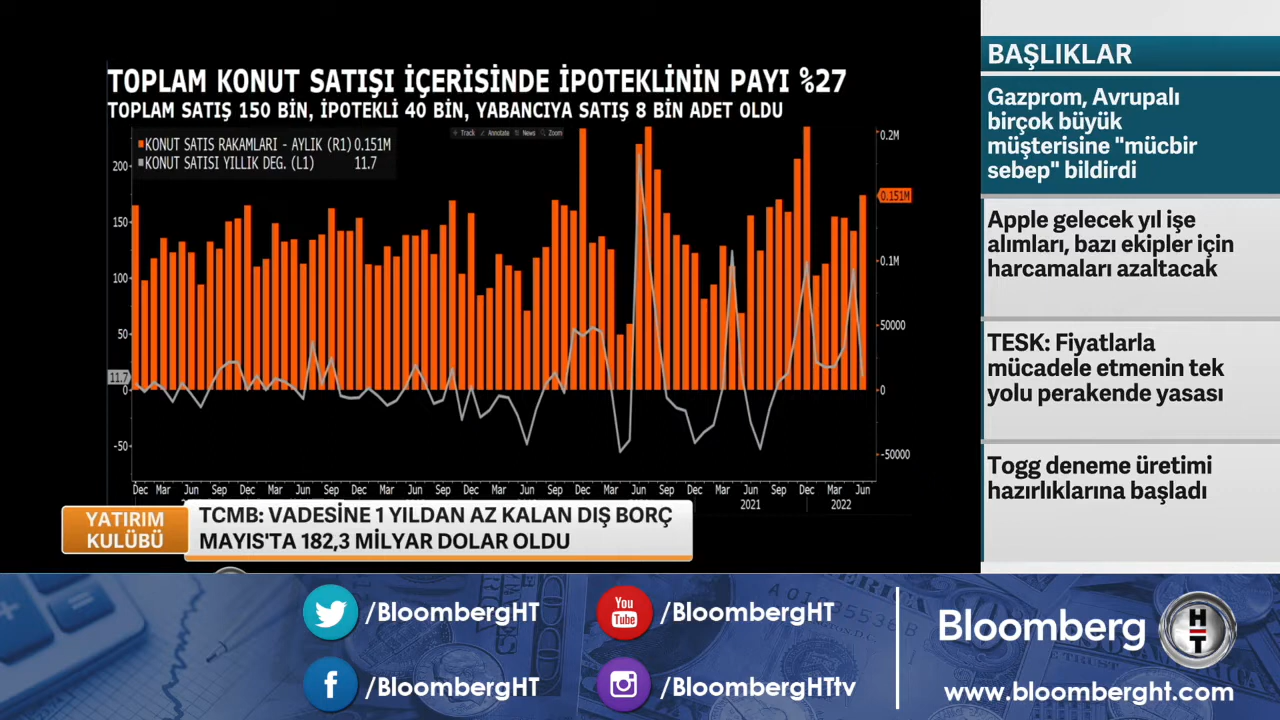 TOPLAM KONUT SATIŞI İÇERİSİNDE İPOTEKLİNİN PAYI %27
TOPLAM SATIŞ 150 BİN, İPOTEKLİ 40 BİN, YABANCIYA SATIŞ 8 BİN ADET OLDU
Track Annotate News Zoom
KONUT SATIS RAKAMLARI - AYLIK (R1) 0.151M
KONUT SATISI YILLIK DEG. (L1) 11.7
200
150
100
50
11.7
0
-50
0.2M
0.151M
0.1M
50000
0
-50000
Dec Mar Jun Sep Dec Mar Jun Sep Dec Mar Jun Sep Dec Mar Jun Sep Dec Mar Jun Sep Dec Mar Jun Sep Dec Mar Jun
2021 2022
YATIRIM
KULÜBÜ
TCMB: VADESİNE 1 YILDAN AZ KALAN DIŞ BORÇ
MAYIS'TA 182,3 MİLYAR DOLAR OLDU
BAŞLIKLAR
Gazprom, Avrupalı
birçok büyük
müşterisine "mücbir
sebep" bildirdi
Apple gelecek yıl işe
alımları, bazı ekipler için
harcamaları azaltacak
TESK: Fiyatlarla
mücadele etmenin tek
yolu perakende yasası
Togg deneme üretimi
hazırlıklarına başladı
/BloombergHT
You
Tube
/BloombergHT
/BloombergHT
/BloombergHTtv
Bloomberg HT
www.bloomberght.com